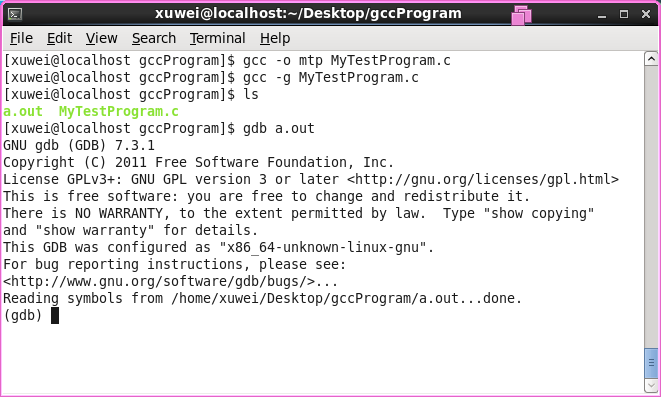 xuwei@localhost:~/Desktop/gccProgram
File Edit View Search Terminal Help
[xuwei@localhost gccProgram]$ gcc -o mtp MyTestProgram.c
[xuwei@localhost gccProgram]$ gcc -g MyTestProgram.c
[xuwei@localhost gccProgram]$ ls
a.out  MyTestProgram.c
[xuwei@localhost gccProgram]$ gdb a.out
GNU gdb (GDB) 7.3.1
Copyright (C) 2011 Free Software Foundation, Inc.
License GPLv3+: GNU GPL version 3 or later <http://gnu.org/licenses/gpl.html>
This is free software: you are free to change and redistribute it.
There is NO WARRANTY, to the extent permitted by law.  Type "show copying"
and "show warranty" for details.
This GDB was configured as "x86_64-unknown-linux-gnu".
For bug reporting instructions, please see:
<http://www.gnu.org/software/gdb/bugs/>...
Reading symbols from /home/xuwei/Desktop/gccProgram/a.out...done.
(gdb)